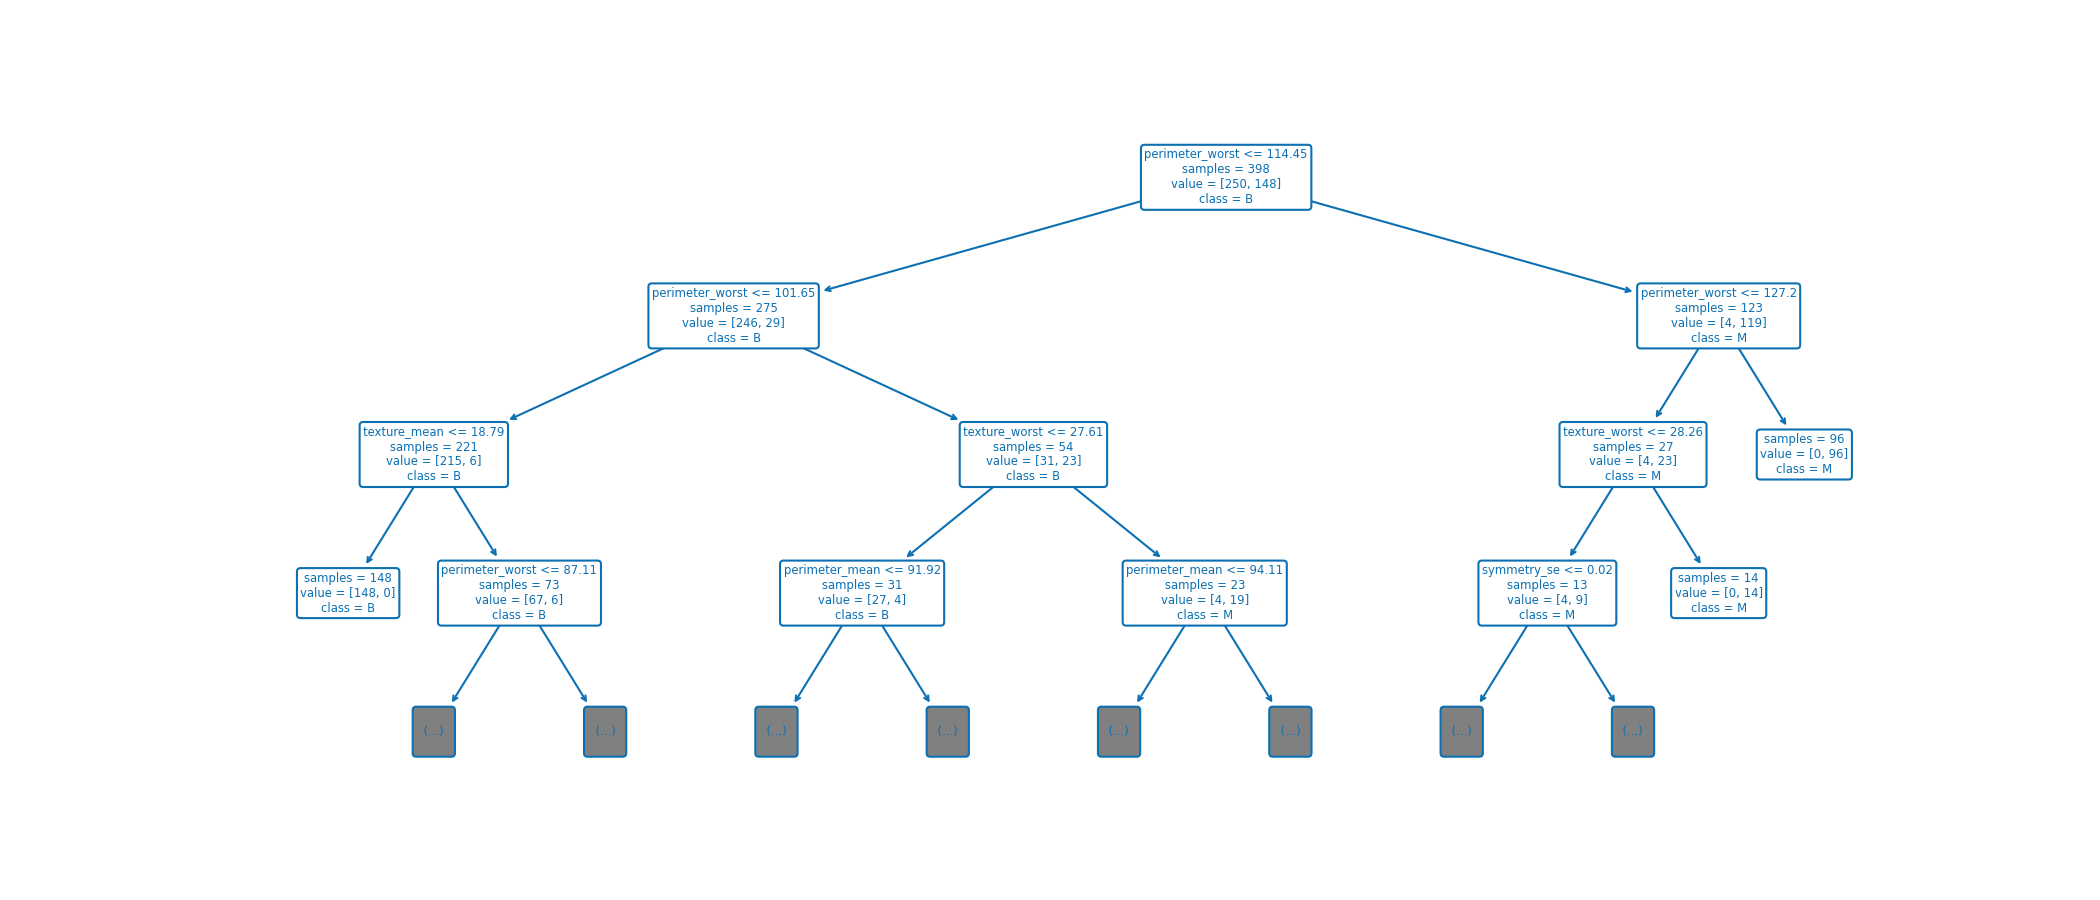 perimeter_worst <= 114.45
samples = 398
value = [250, 148]
class = B
perimeter_worst <= 101.65
samples = 275
value = [246, 29]
class = B
perimeter_worst <= 127.2
samples = 123
value = [4, 119]
class = M
texture_mean <= 18.79
samples = 221
value = [215, 6]
class = B
texture_worst <= 27.61
samples = 54
value = [31, 23]
class = B
texture_worst <= 28.26
samples = 27
value = [4, 23]
class = M
samples = 96
value = [0, 96]
class = M
samples = 148
value = [148, 0]
class = B
perimeter_worst <= 87.11
samples = 73
value = [67, 6]
class = B
perimeter_mean <= 91.92
samples = 31
value = [27, 4]
class = B
perimeter_mean <= 94.11
samples = 23
value = [4, 19]
class = M
symmetry_se <= 0.02
samples = 13
value = [4, 9]
class = M
samples = 14
value = [0, 14]
class = M
(...)
(...)
(...)
(...)
(...)
(...)
(...)
(...)